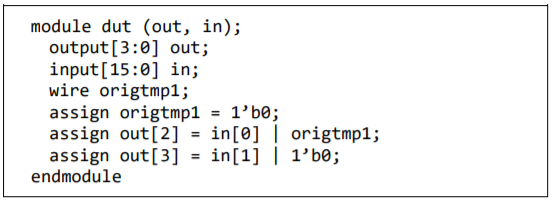 module dut (out, in);
output[3:0] out;
input[15:0] in;
wire origtmp1;
assign origtmp1 = 1’b0;
assign out[2] = in[0] | origtmp1;
assign out[3] = in[1] | 1’b0;
endmodule